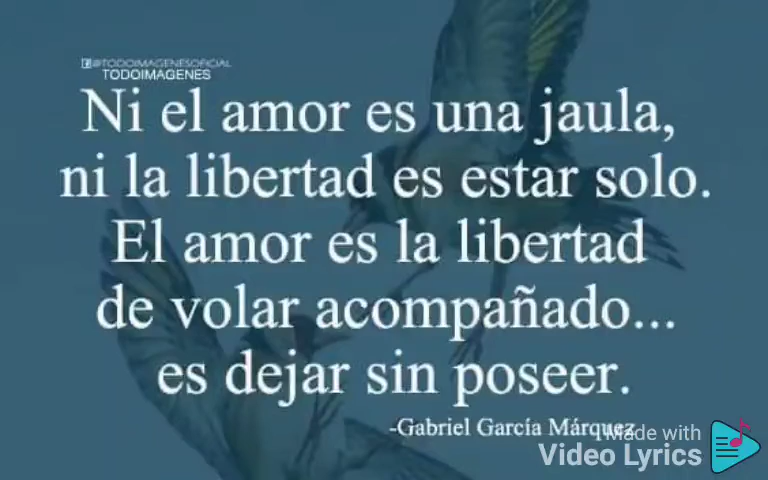 @TODOIMAGENESOFICIAL
TODOIMAGENES
Ni el amor es una jaula,
ni la libertad es estar solo.
El amor es la libertad
de volar acompañado...
es dejar sin poseer.
-Gabriel García Márquez
Made with
Video Lyrics